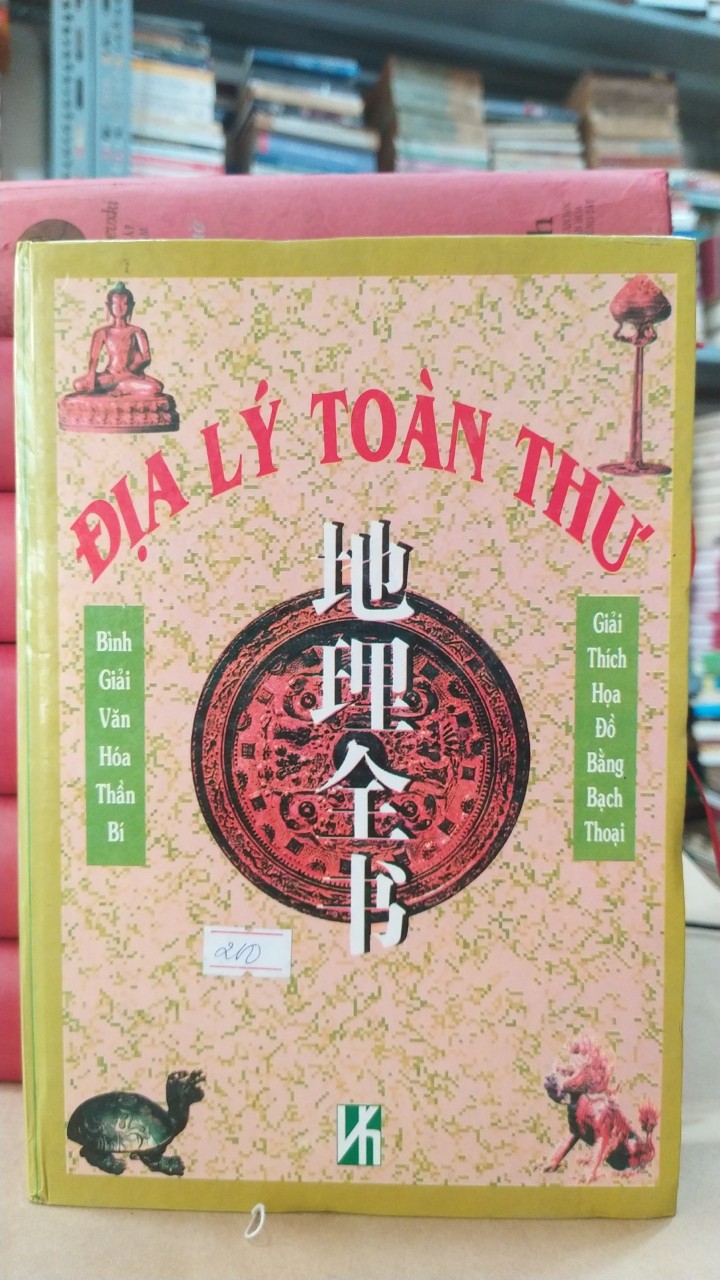 ĐỊA LÝ TOÀN THƯ
地
理
全
书
Bình
Giải
Văn
Hóa
Thần
Bí
Giải
Thích
Họa
Đồ
Bằng
Bạch
Thoại
210